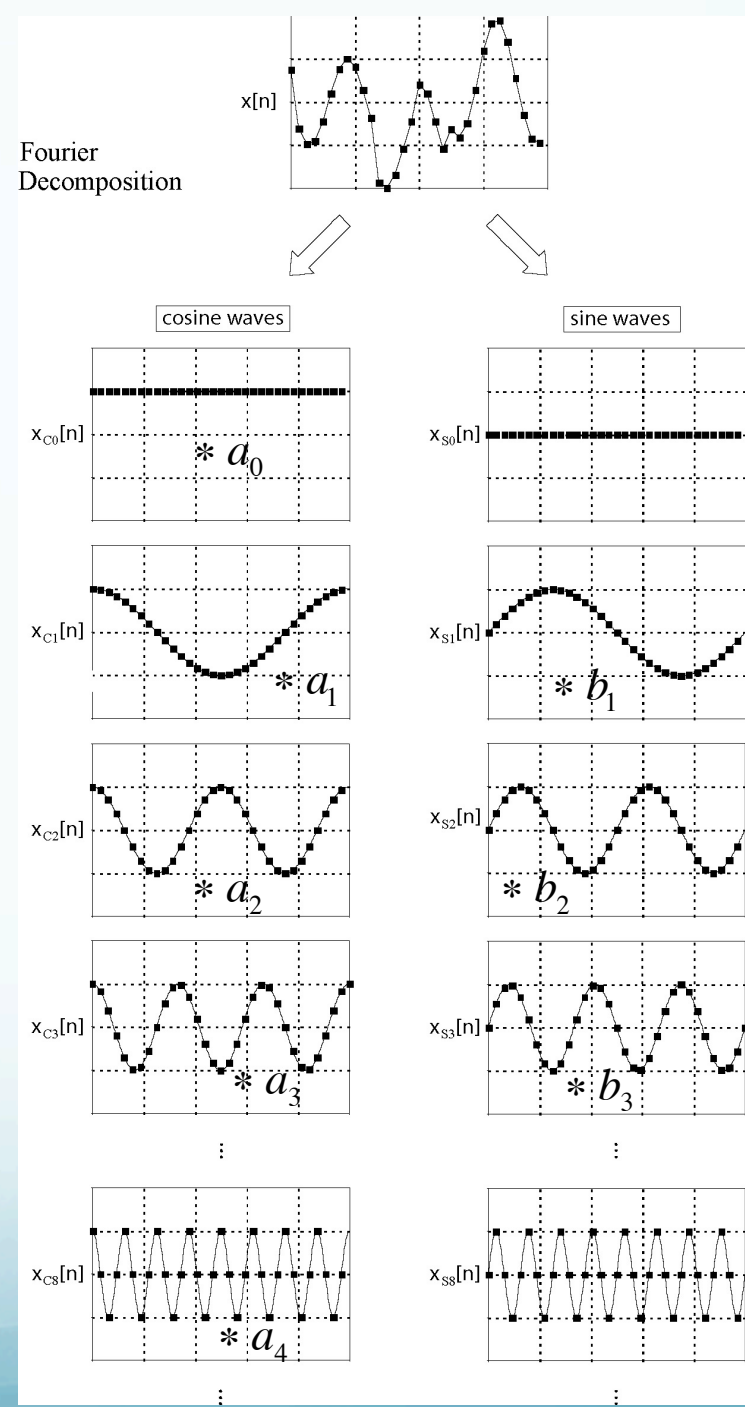 x[n]
Fourier
Decomposition
cosine waves
sine waves
x_C0[n]
* a_0
x_S0[n]
x_C1[n]
* a_1
x_S1[n]
* b_1
x_C2[n]
* a_2
x_S2[n]
* b_2
x_C3[n]
* a_3
x_S3[n]
* b_3
⋮
⋮
x_C8[n]
* a_4
x_S8[n]
⋮
⋮